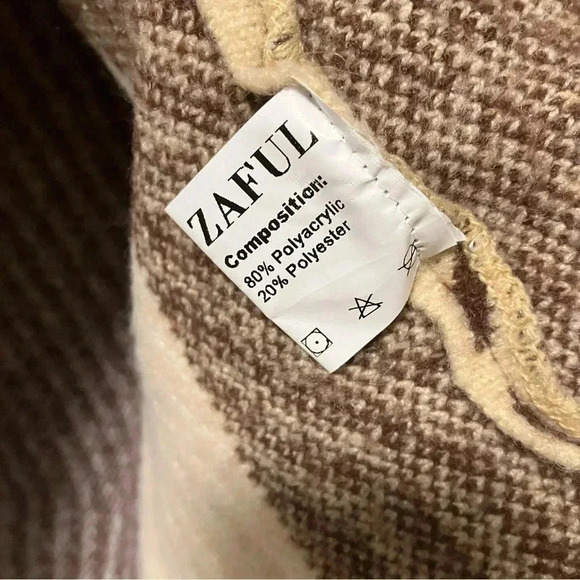 ZAFUL
Composition:
80% Polyacrylic
20% Polyester